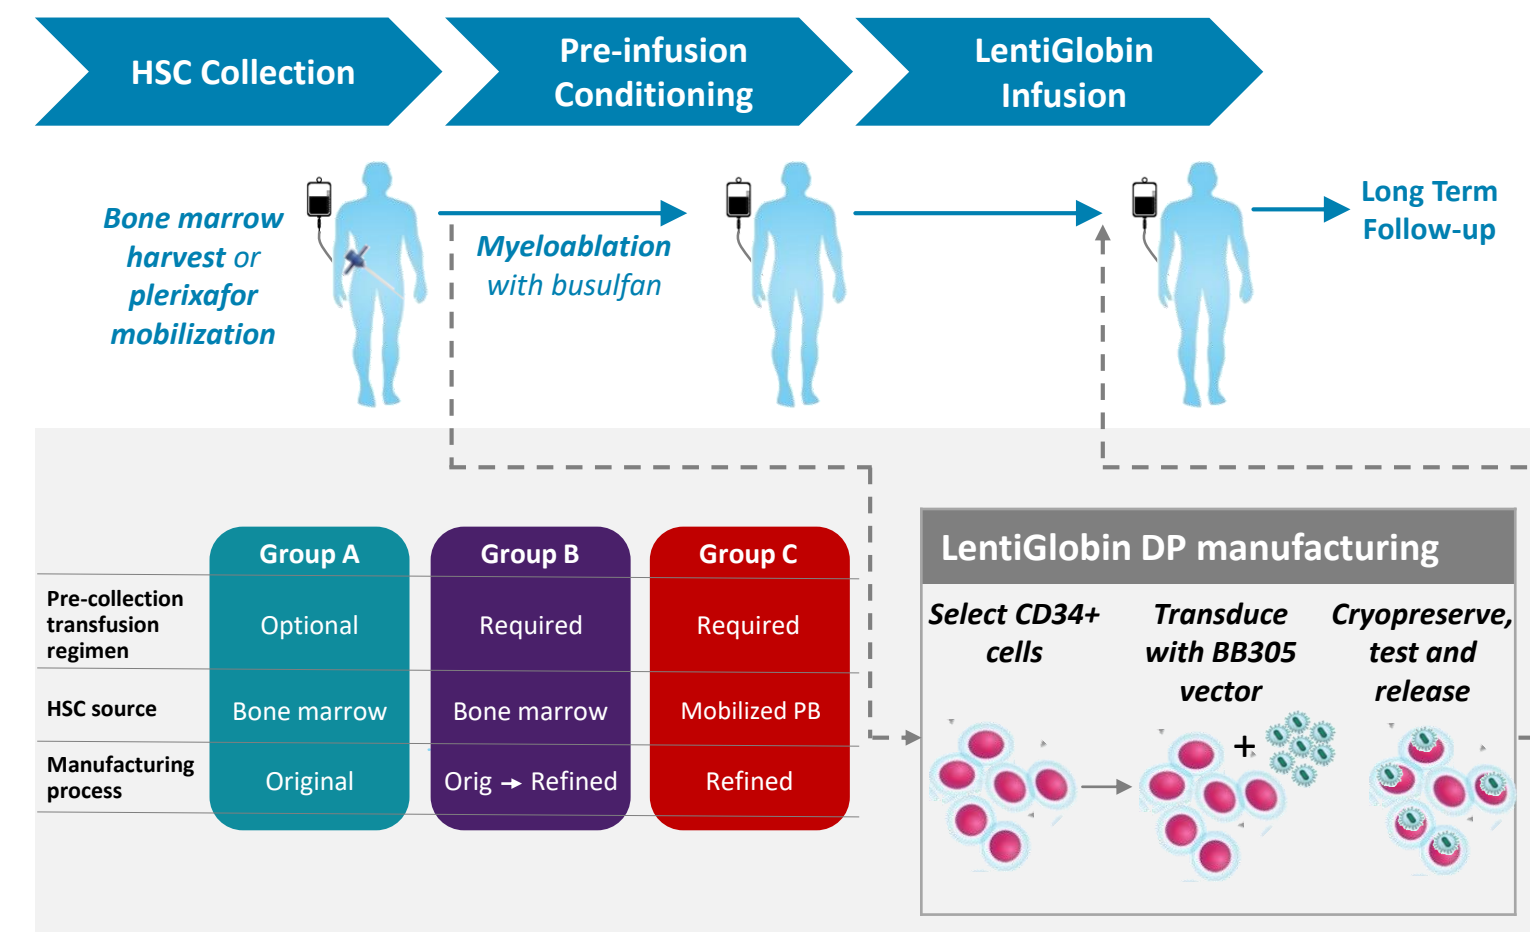 HSC Collection
Pre-infusion
Conditioning
LentiGlobin
Infusion
Bone marrow
harvest or
plerixafor
mobilization
Myeloablation
with busulfan
Long Term
Follow-up
Group A
Group B
Group C
Pre-collection
transfusion
regimen
Optional
Required
Required
HSC source
Bone marrow
Bone marrow
Mobilized PB
Manufacturing
process
Original
Orig → Refined
Refined
LentiGlobin DP manufacturing
Select CD34+
cells
Transduce
with BB305
vector
Cryopreserve,
test and
release
+